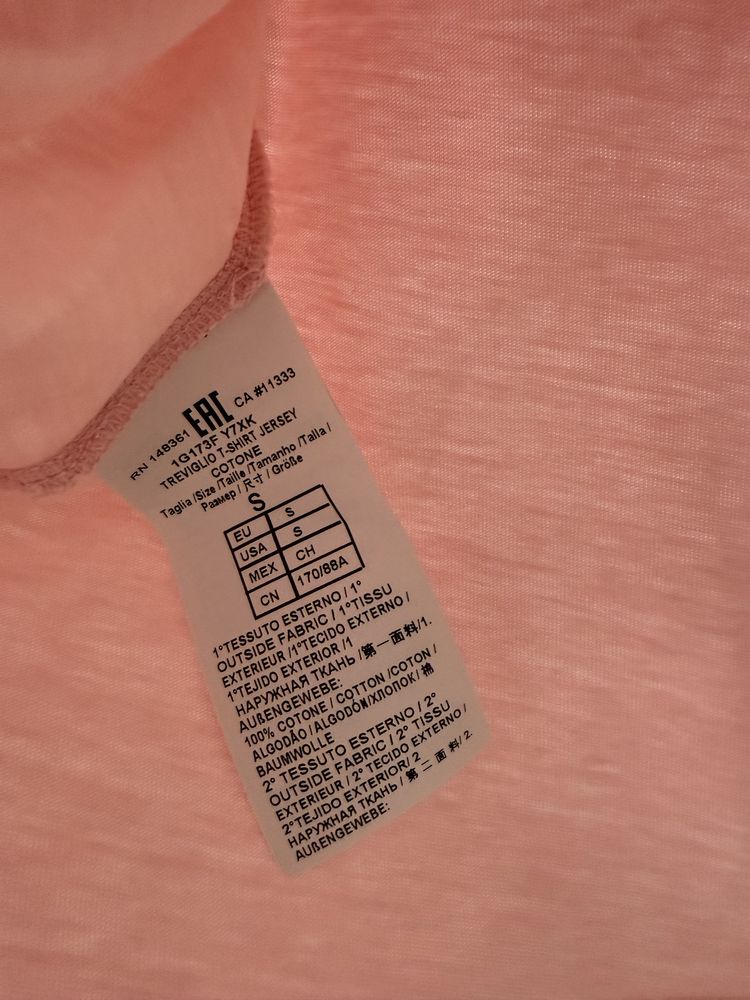 RN 148361 EAC CA #11333
1G173F Y7XK
TREVIGLIO T-SHIRT JERSEY
COTONE
Taglia /Size /Taille /Tamanho /Talla /
Размер / 尺寸 / Größe
S
EU S
USA S
MEX CH
CN 170/88A
1°TESSUTO ESTERNO / 1°
OUTSIDE FABRIC / 1°TISSU
EXTERIEUR /1°TECIDO EXTERNO /
1°TEJIDO EXTERIOR /1
НАРУЖНАЯ ТКАНЬ /第一面料/1.
AUßENGEWEBE:
100% COTONE / COTTON /COTON /
ALGODÃO / ALGODÓN/ХЛОПОК/ 棉
BAUMWOLLE
2° TESSUTO ESTERNO / 2°
OUTSIDE FABRIC / 2° TISSU
EXTERIEUR / 2° TECIDO EXTERNO /
2°TEJIDO EXTERIOR/ 2
НАРУЖНАЯ ТКАНЬ / 第 二 面 料/ 2.
AUßENGEWEBE: